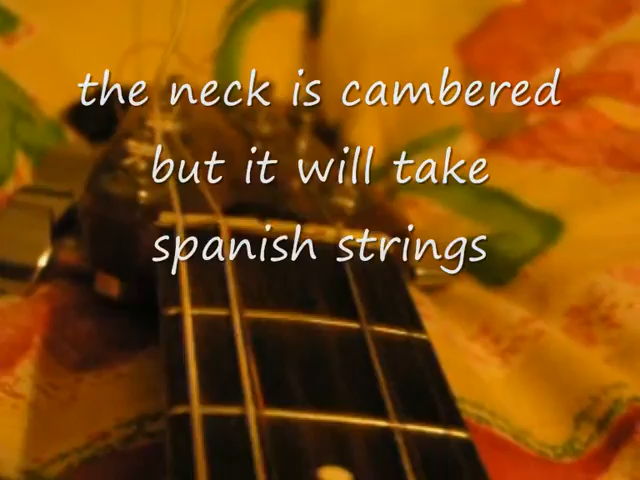 the neck is cambered
but it will take
spanish strings